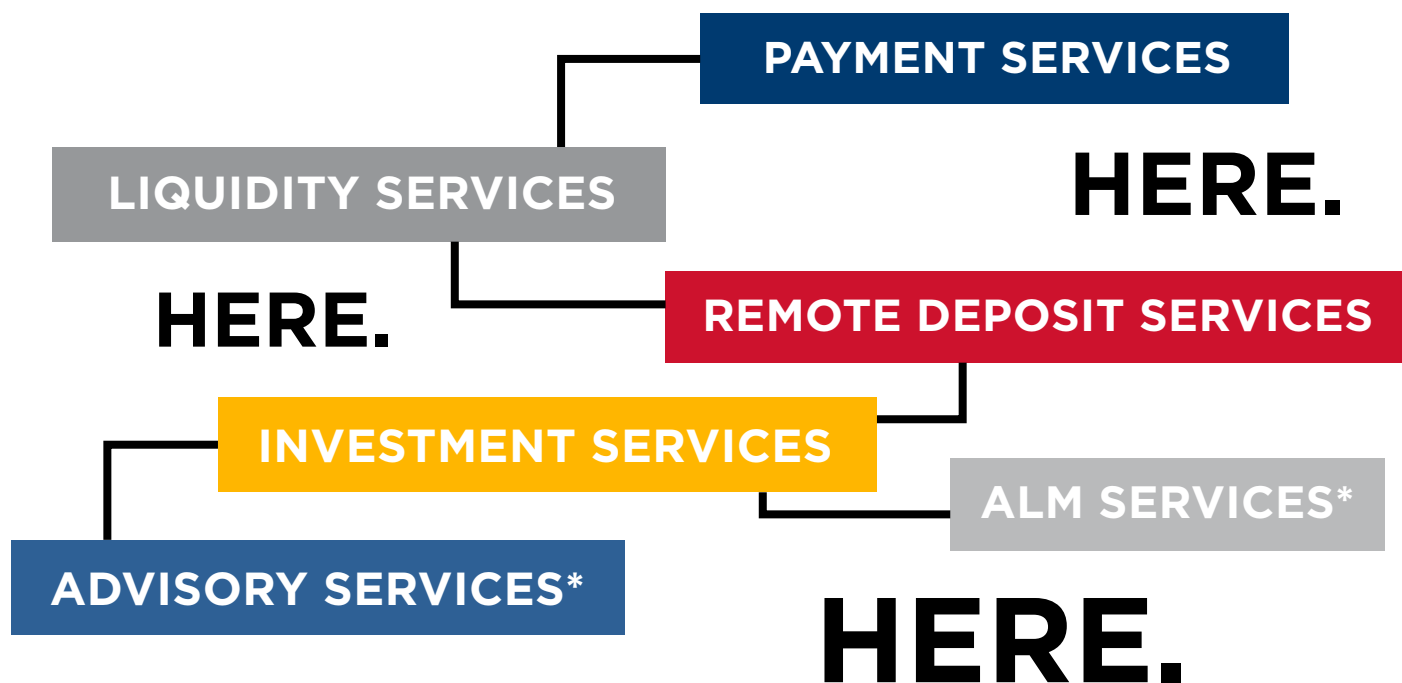 PAYMENT SERVICES
HERE.
LIQUIDITY SERVICES
HERE.
REMOTE DEPOSIT SERVICES
INVESTMENT SERVICES
ALM SERVICES*
ADVISORY SERVICES*
HERE.